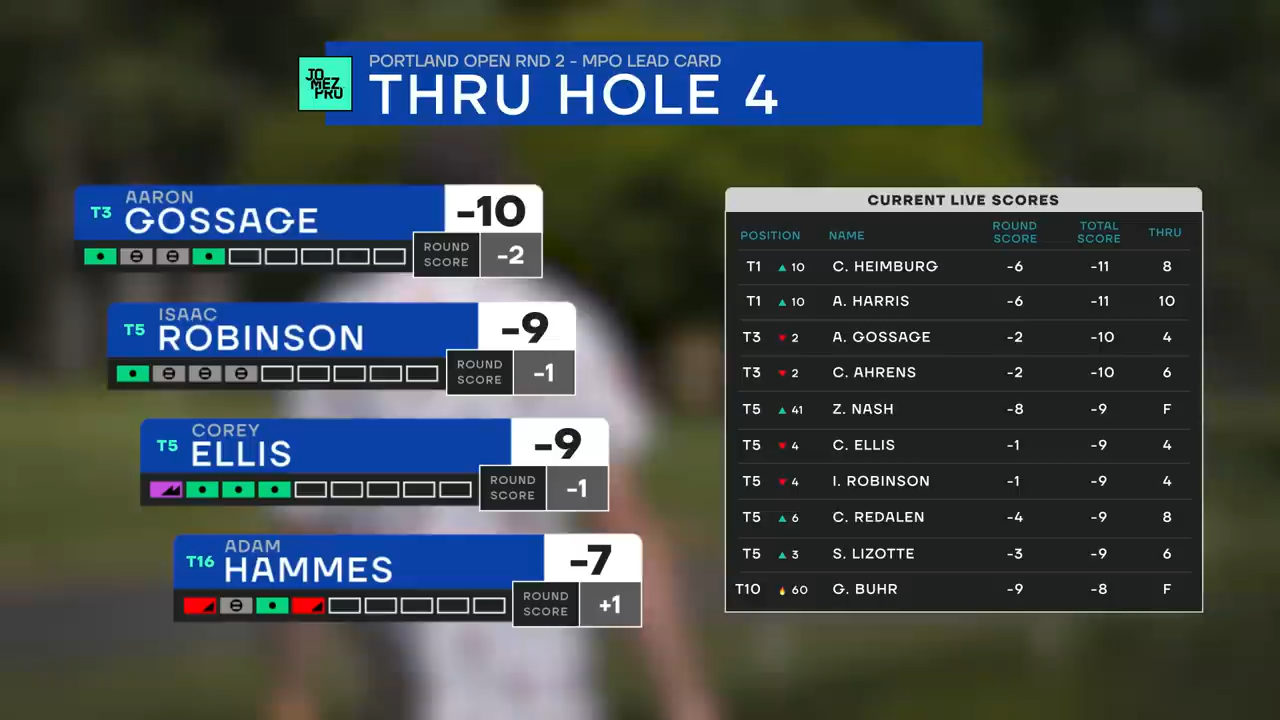 JO
MEZ
PRU
PORTLAND OPEN RND 2 - MPO LEAD CARD
THRU HOLE 4
T3 AARON GOSSAGE -10
ROUND SCORE -2
T5 ISAAC ROBINSON -9
ROUND SCORE -1
T5 COREY ELLIS -9
ROUND SCORE -1
T16 ADAM HAMMES -7
ROUND SCORE +1
CURRENT LIVE SCORES
POSITION NAME ROUND SCORE TOTAL SCORE THRU
T1 10 C. HEIMBURG -6 -11 8
T1 10 A. HARRIS -6 -11 10
T3 2 A. GOSSAGE -2 -10 4
T3 2 C. AHRENS -2 -10 6
T5 41 Z. NASH -8 -9 F
T5 4 C. ELLIS -1 -9 4
T5 4 I. ROBINSON -1 -9 4
T5 6 C. REDALEN -4 -9 8
T5 3 S. LIZOTTE -3 -9 6
T10 60 G. BUHR -9 -8 F